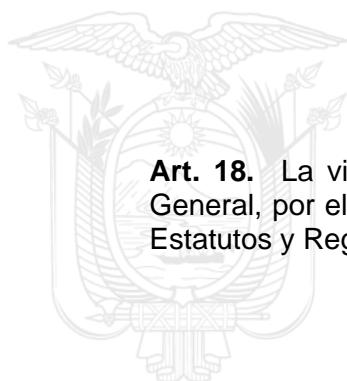 Art. 18. La vi
General, por el
Estatutos y Reg